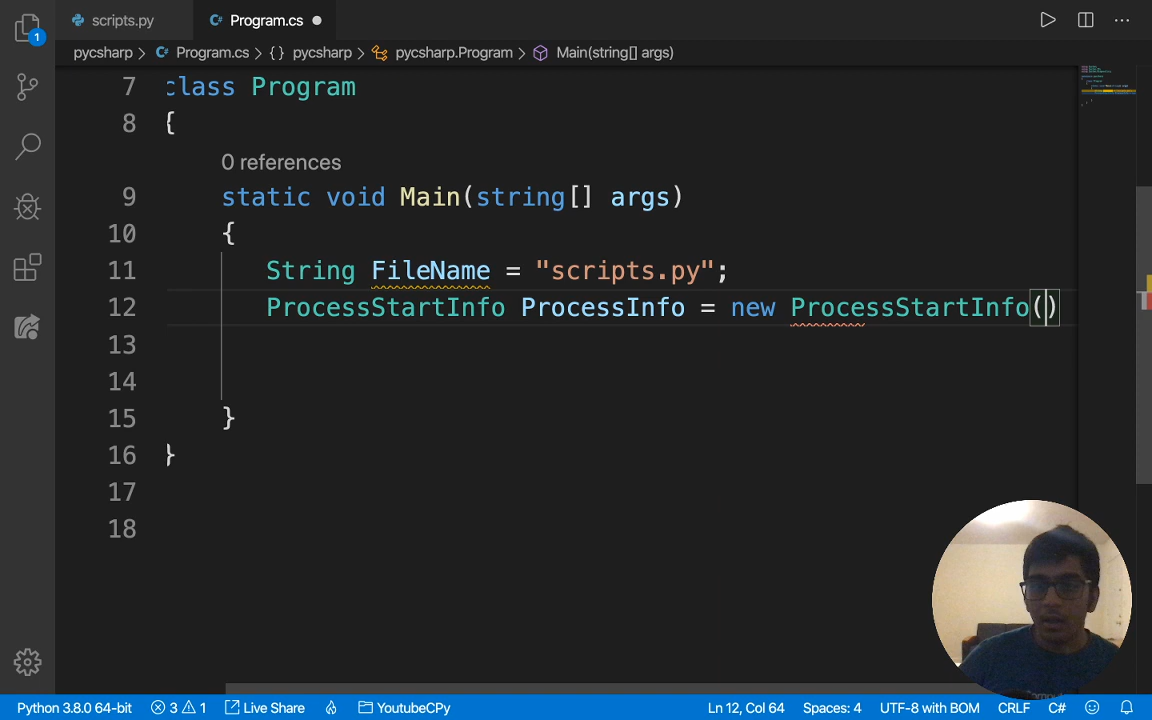 scripts.py
Program.cs
pycsharp > Program.cs > {} pycsharp > pycsharp.Program > Main(string[] args)
1
7 class Program
8 {
0 references
9 static void Main(string[] args)
10 {
11 String FileName = "scripts.py";
12 ProcessStartInfo ProcessInfo = new ProcessStartInfo()
13
14
15 }
16 }
17
18
Python 3.8.0 64-bit 3 1 Live Share YoutubeCPy Ln 12, Col 64 Spaces: 4 UTF-8 with BOM CRLF C#